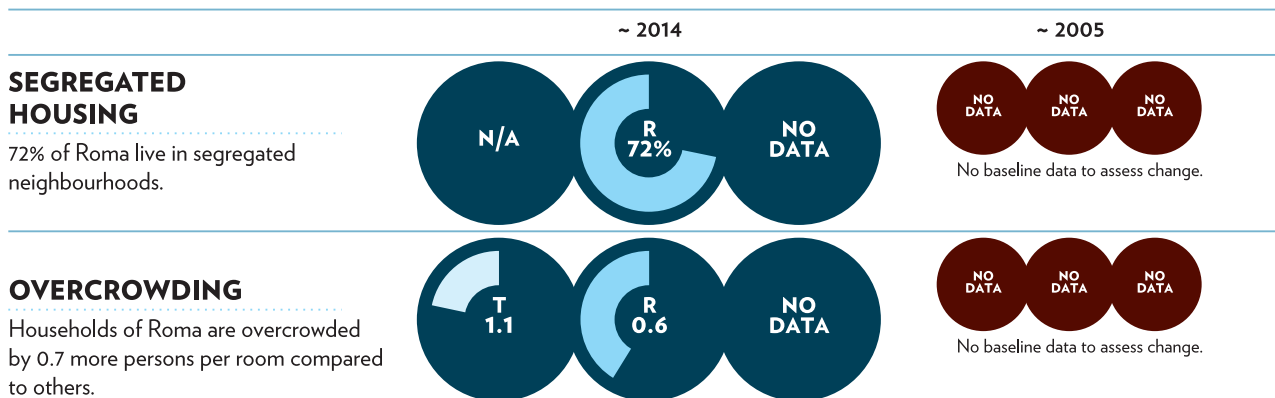 ~ 2014
~ 2005
SEGREGATED
HOUSING
72% of Roma live in segregated
neighbourhoods.
N/A
R
72%
NO
DATA
NO
DATA
NO
DATA
NO
DATA
No baseline data to assess change.
OVERCROWDING
Households of Roma are overcrowded
by 0.7 more persons per room compared
to others.
T
1.1
R
0.6
NO
DATA
NO
DATA
NO
DATA
NO
DATA
No baseline data to assess change.